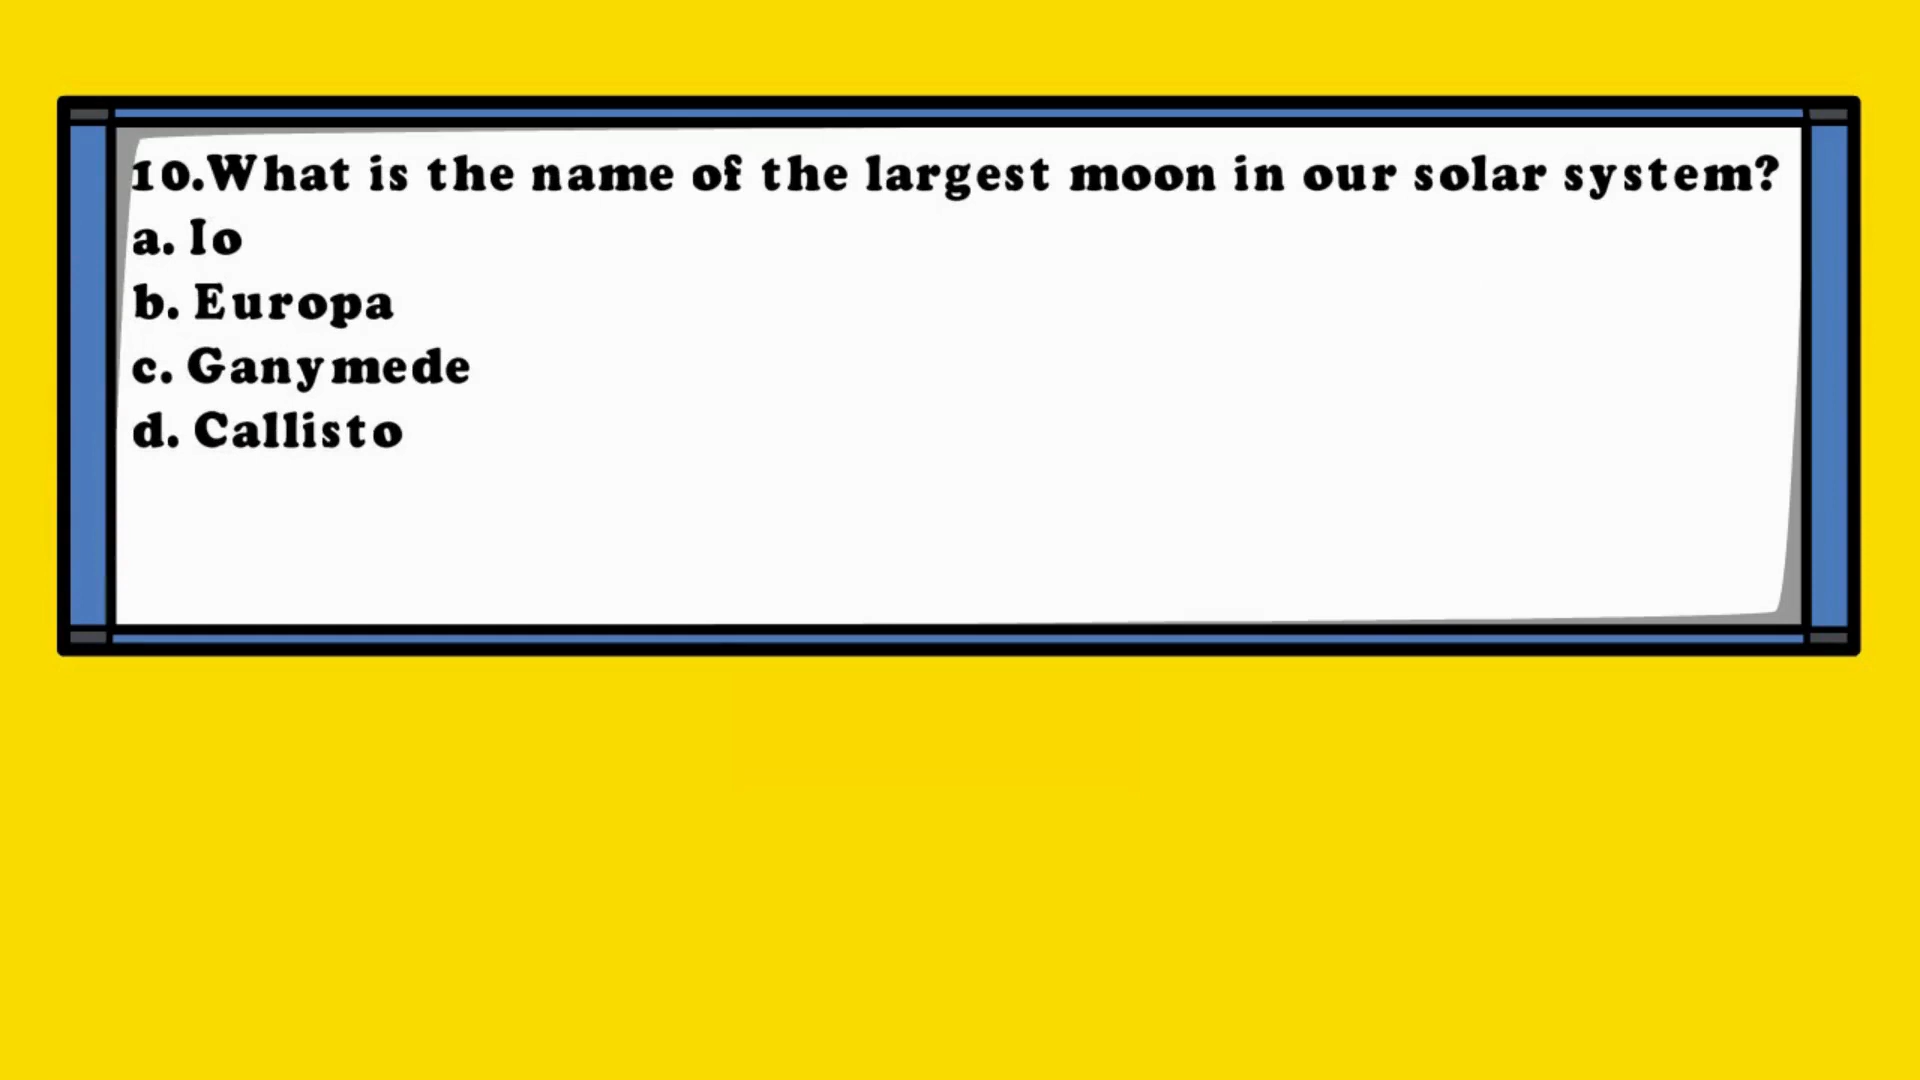 10.What is the name of the largest moon in our solar system?
a. Io
b. Europa
c. Ganymede
d. Callisto